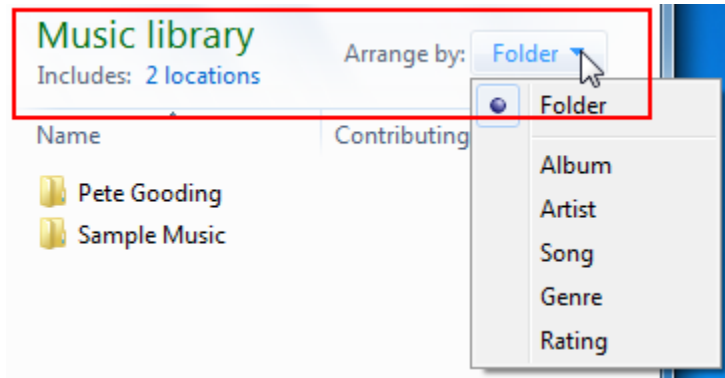 Music library
Arrange by: Folder
Includes: 2 locations
Folder
Name
Contributing
Album
Pete Gooding
Artist
Sample Music
Song
Genre
Rating